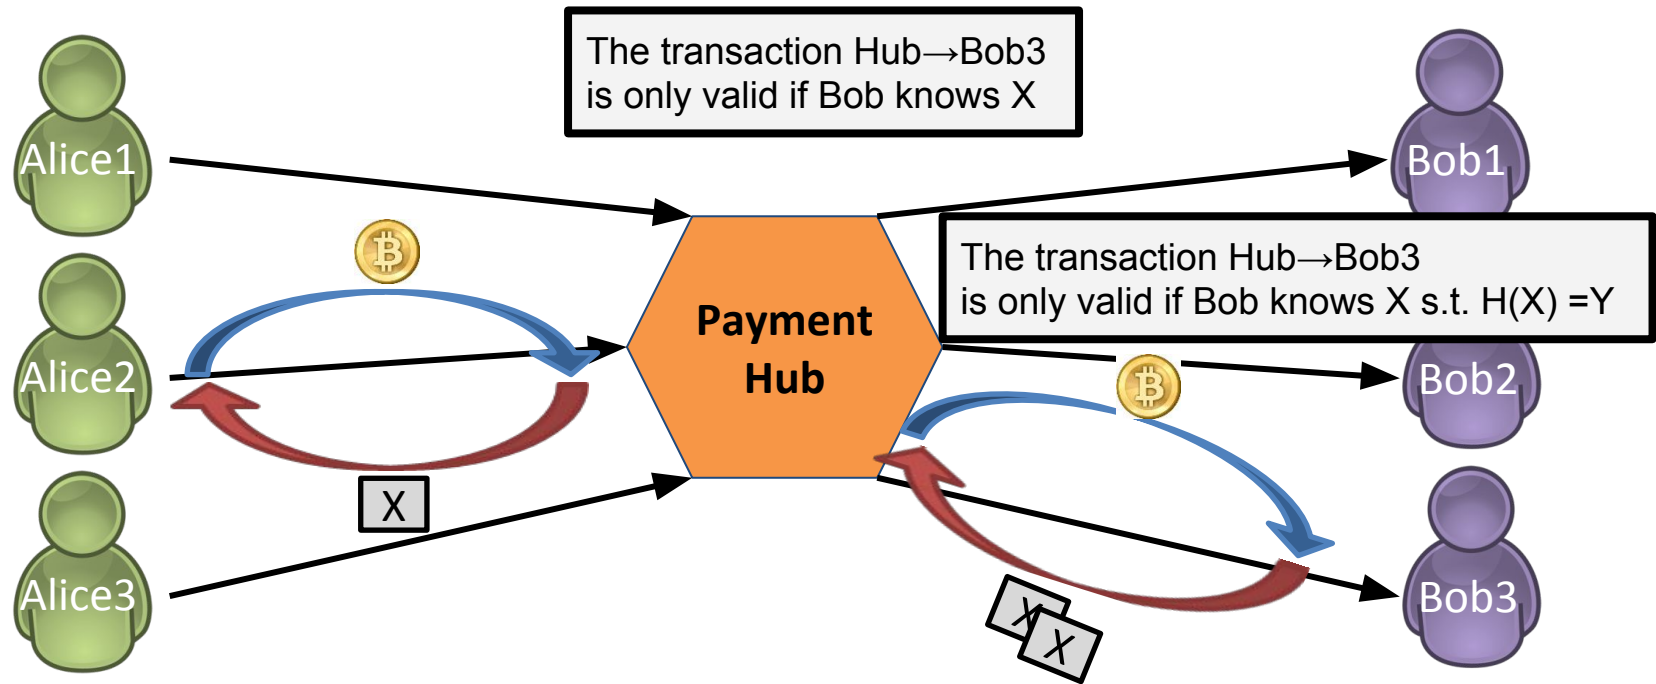 The transaction Hub→Bob3
is only valid if Bob knows X
Alice1
Bob1
The transaction Hub→Bob3
is only valid if Bob knows X s.t. H(X) =Y
Payment
Hub
Alice2
Bob2
X
Alice3
Bob3
X
X